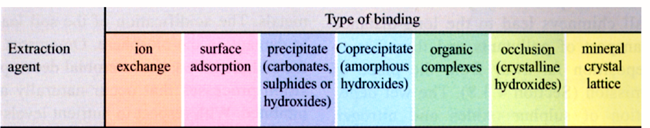 Type of binding
Extraction agent
ion exchange
surface adsorption
precipitate (carbonates, sulphides or hydroxides)
Coprecipitate (amorphous hydroxides)
organic complexes
occlusion (crystalline hydroxides)
mineral crystal lattice